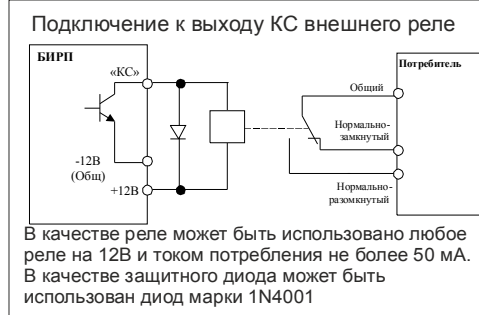 Подключение к выходу КС внешнего реле
БИРП
«КС»
-12В
(Общ)
+12В
Потребитель
Общий
Нормально-
замкнутый
Нормально-
разомкнутый
В качестве реле может быть использовано любое
реле на 12В и током потребления не более 50 мА.
В качестве защитного диода может быть
использован диод марки 1N4001